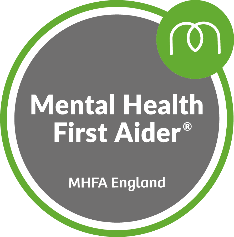 Mental Health
First Aider®
MHFA England